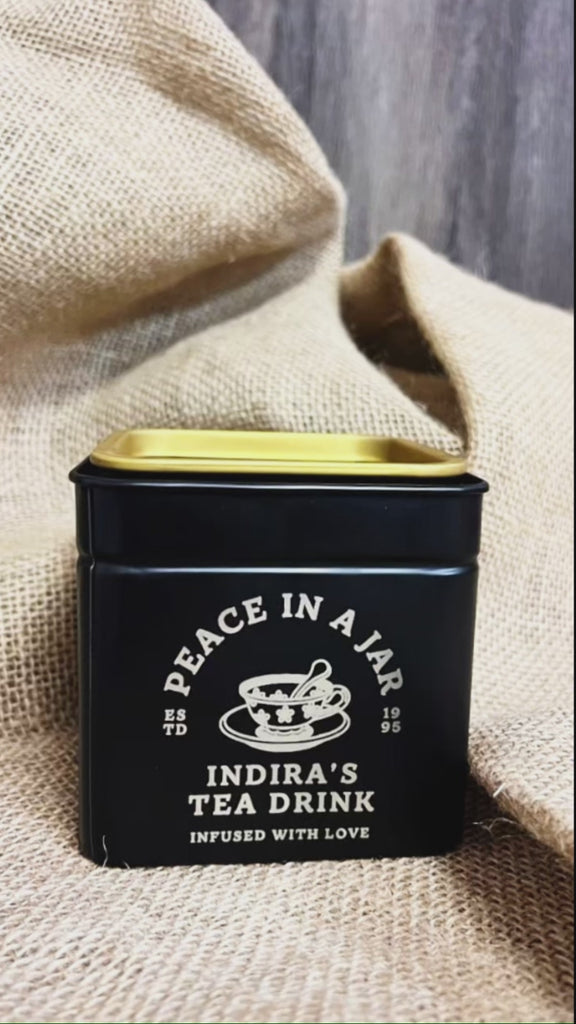 PEACE IN A JAR
ES
TD
19
95
INDIRA'S
TEA DRINK
INFUSED WITH LOVE